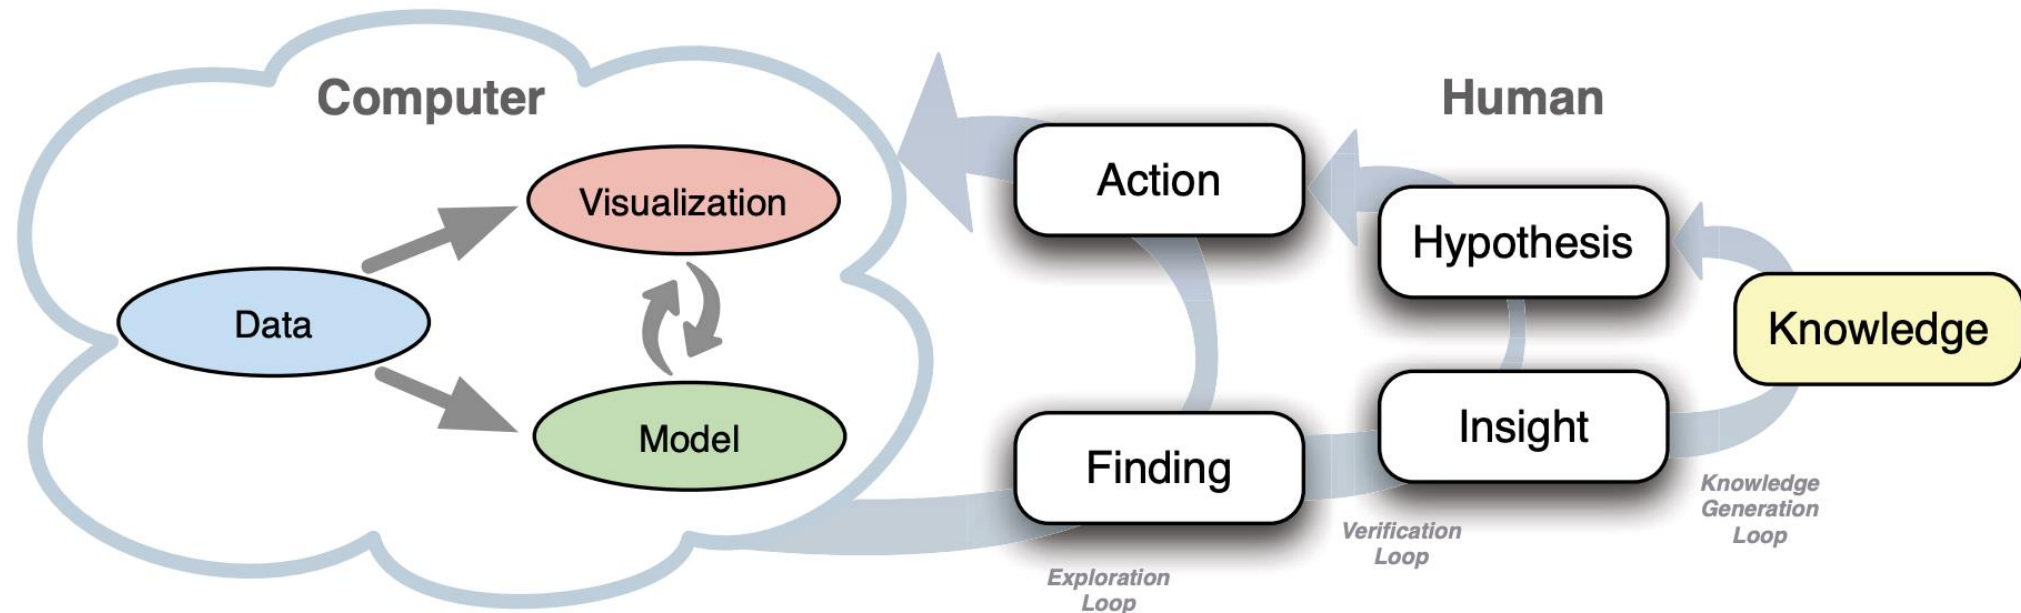 Computer
Human
Visualization
Action
Hypothesis
Data
Knowledge
Model
Finding
Insight
Knowledge
Generation
Loop
Verification
Loop
Exploration
Loop